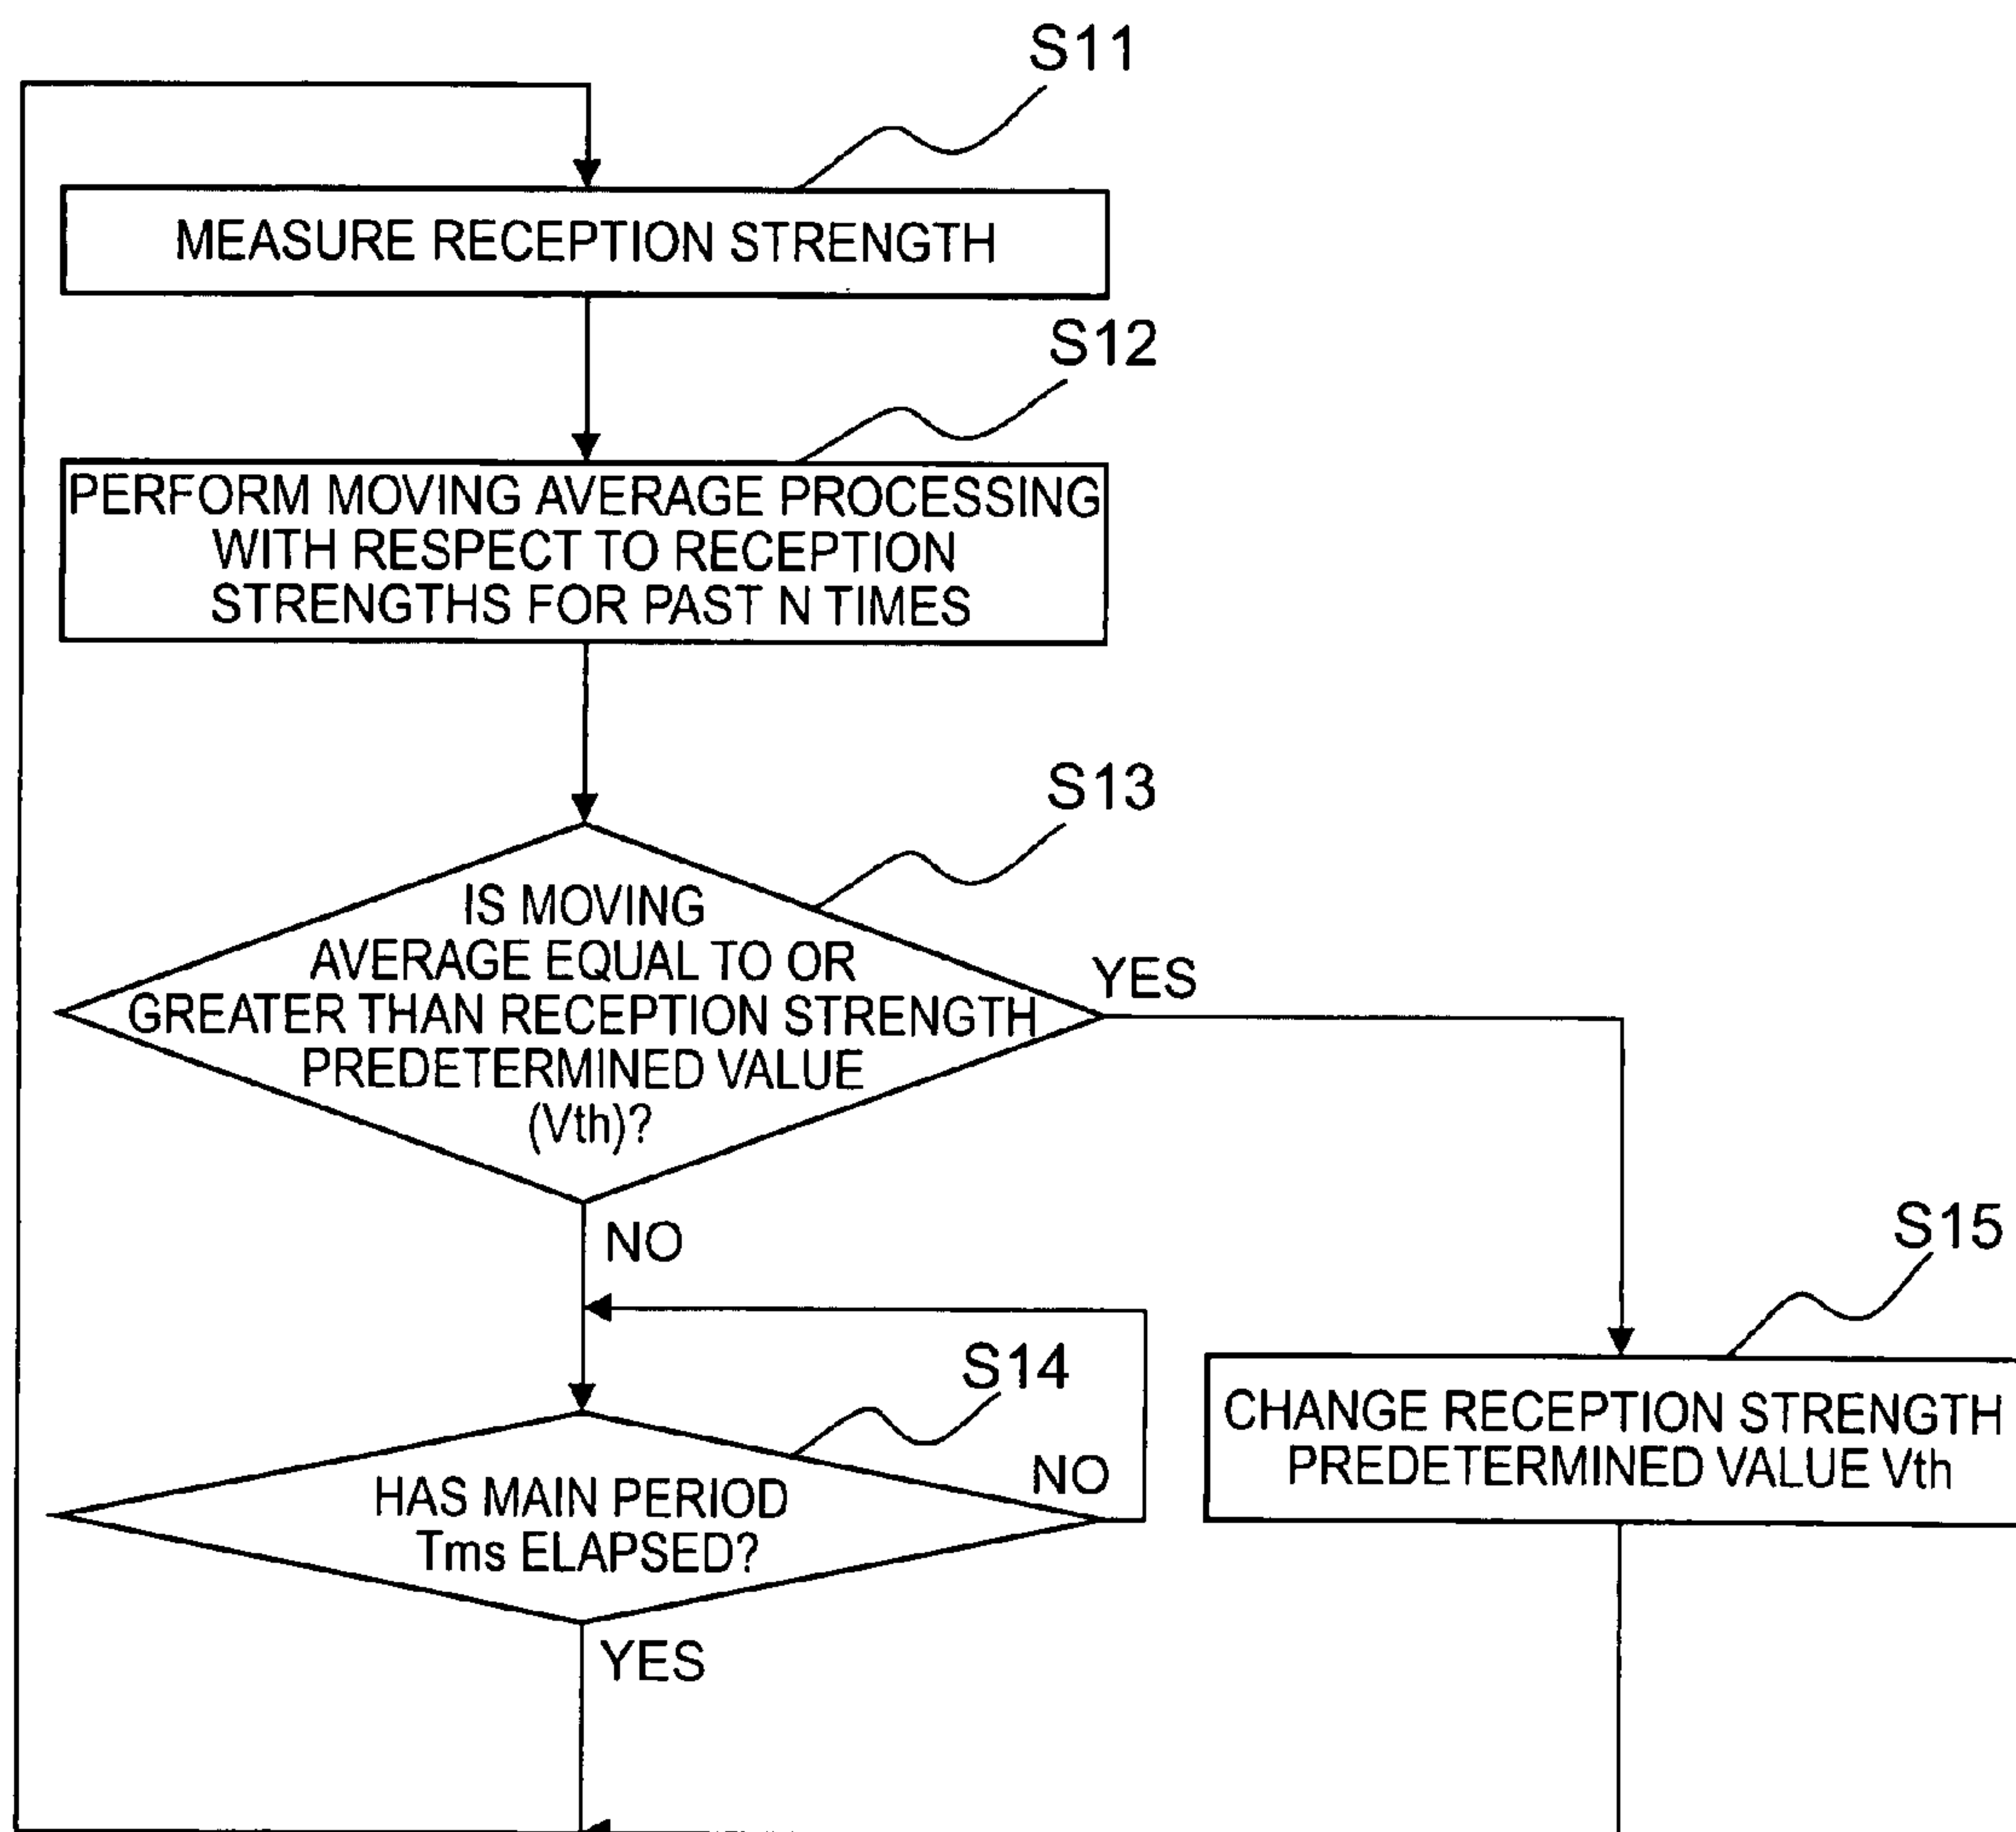 S11
MEASURE RECEPTION STRENGTH
S12
PERFORM MOVING AVERAGE PROCESSING
WITH RESPECT TO RECEPTION
STRENGTHS FOR PAST N TIMES
S13
IS MOVING
AVERAGE EQUAL TO OR
GREATER THAN RECEPTION STRENGTH
PREDETERMINED VALUE
(Vth)?
YES
NO
S15
CHANGE RECEPTION STRENGTH
PREDETERMINED VALUE Vth
S14
NO
HAS MAIN PERIOD
Tms ELAPSED?
YES